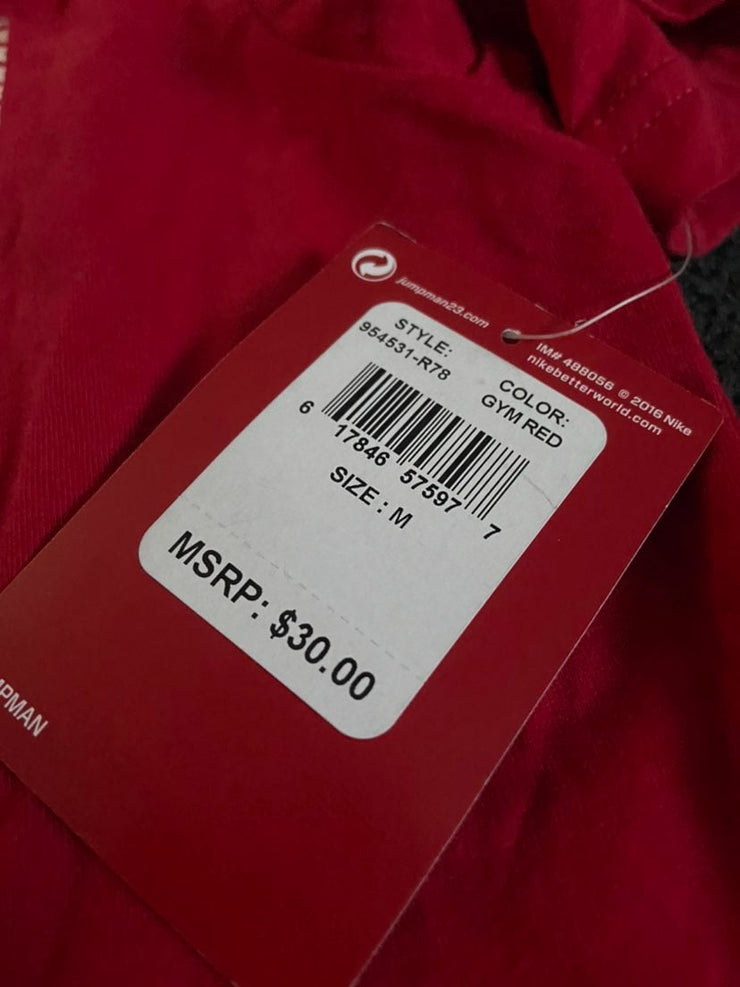 jumpman23.com
IM# 488056 © 2016 Nike
nikebetterworld.com
STYLE:
954531-R78
COLOR:
GYM RED
6 17846 57597 7
SIZE : M
MSRP: $30.00
PMAN